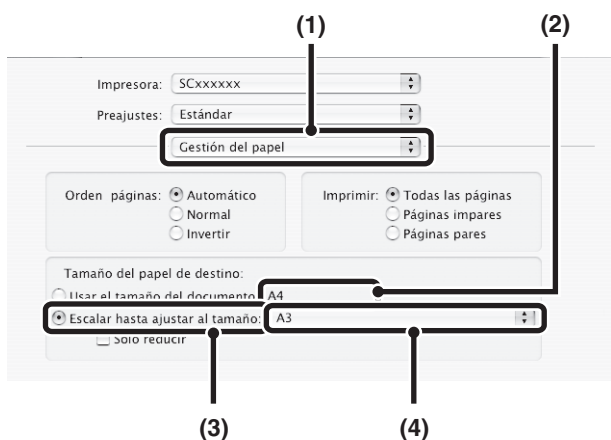 (1) (2)
Impresora: SCxxxxxx
Preajustes: Estándar
Gestión del papel
Orden páginas: Automático Imprimir: Todas las páginas
Normal Páginas impares
Invertir Páginas pares
Tamaño del papel de destino:
Usar el tamaño del documento: A4
Escalar hasta ajustar al tamaño: A3
Sólo reducir
(3) (4)